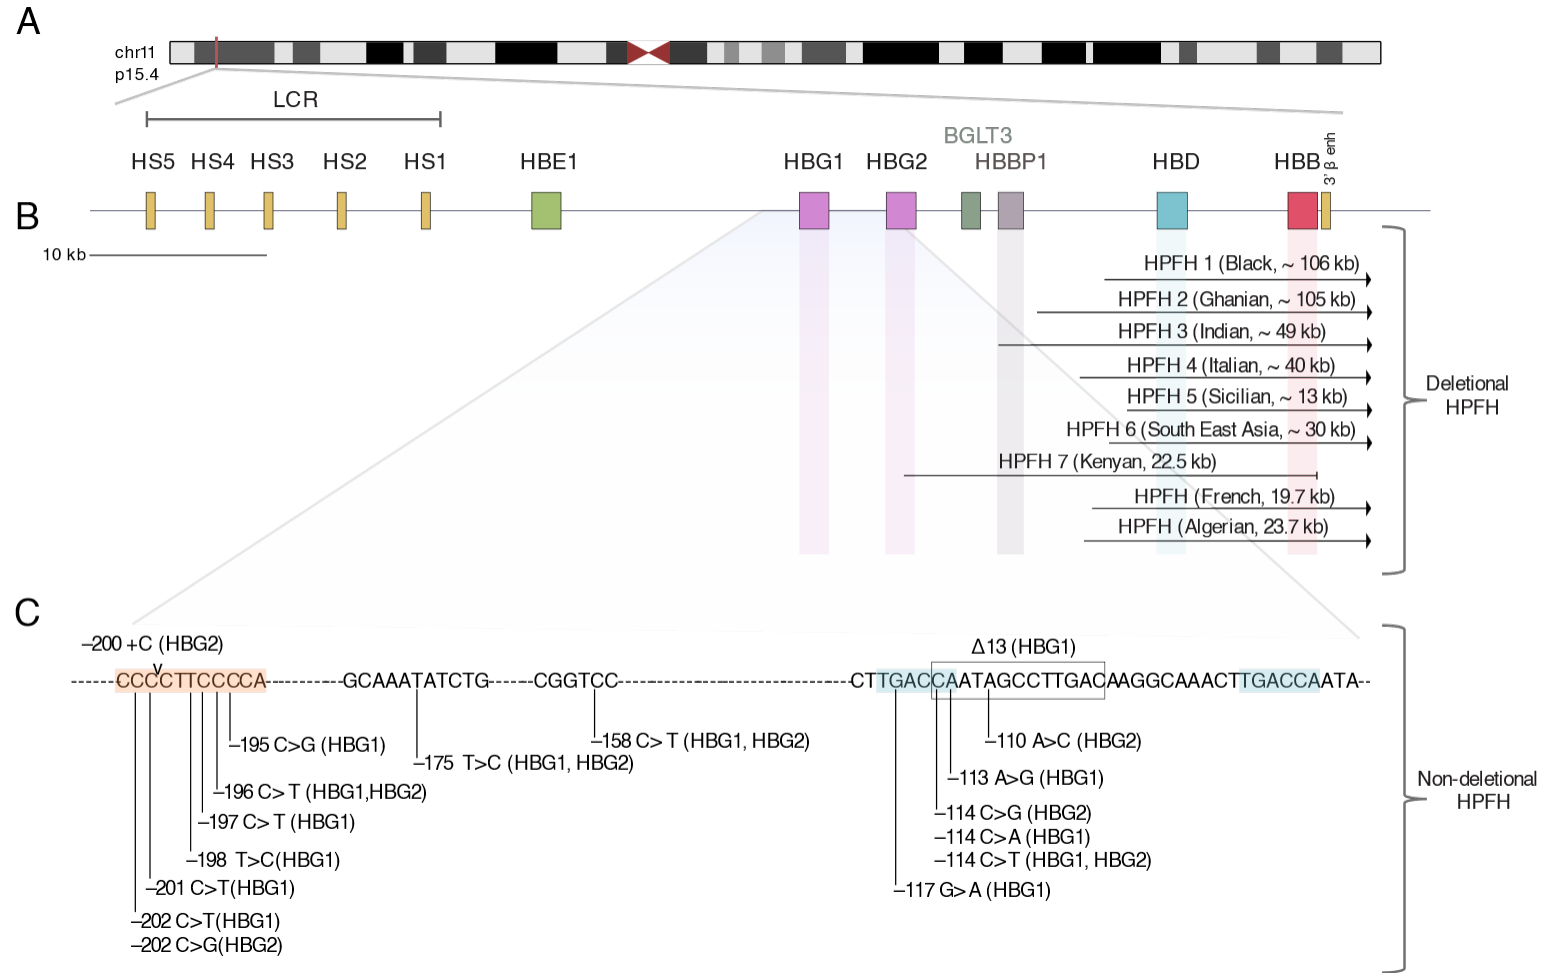 A
chr11
p15.4
LCR
BGLT3
HS5 HS4 HS3 HS2 HS1 HBE1 HBG1 HBG2 HBBP1 HBD HBB 3' β enh
B
10 kb
HPFH 1 (Black, ~ 106 kb)
HPFH 2 (Ghanian, ~ 105 kb)
HPFH 3 (Indian, ~ 49 kb)
HPFH 4 (Italian, ~ 40 kb)
HPFH 5 (Sicilian, ~ 13 kb)
HPFH 6 (South East Asia, ~ 30 kb)
HPFH 7 (Kenyan, 22.5 kb)
HPFH (French, 19.7 kb)
HPFH (Algerian, 23.7 kb)
Deletional
HPFH
C
–200 +C (HBG2)
Δ13 (HBG1)
CCCCTTCCCCA GCAAATATCTG CGGTCC CTTGACCAATAGCCTTGACAAGGCAAACTTGACCAATA
–195 C>G (HBG1)
–175 T>C (HBG1, HBG2)
–158 C> T (HBG1, HBG2)
–196 C> T (HBG1,HBG2)
–197 C> T (HBG1)
–198 T>C(HBG1)
–201 C>T(HBG1)
–202 C>T(HBG1)
–202 C>G(HBG2)
–110 A>C (HBG2)
–113 A>G (HBG1)
–114 C>G (HBG2)
–114 C>A (HBG1)
–114 C>T (HBG1, HBG2)
–117 G> A (HBG1)
Non-deletional
HPFH